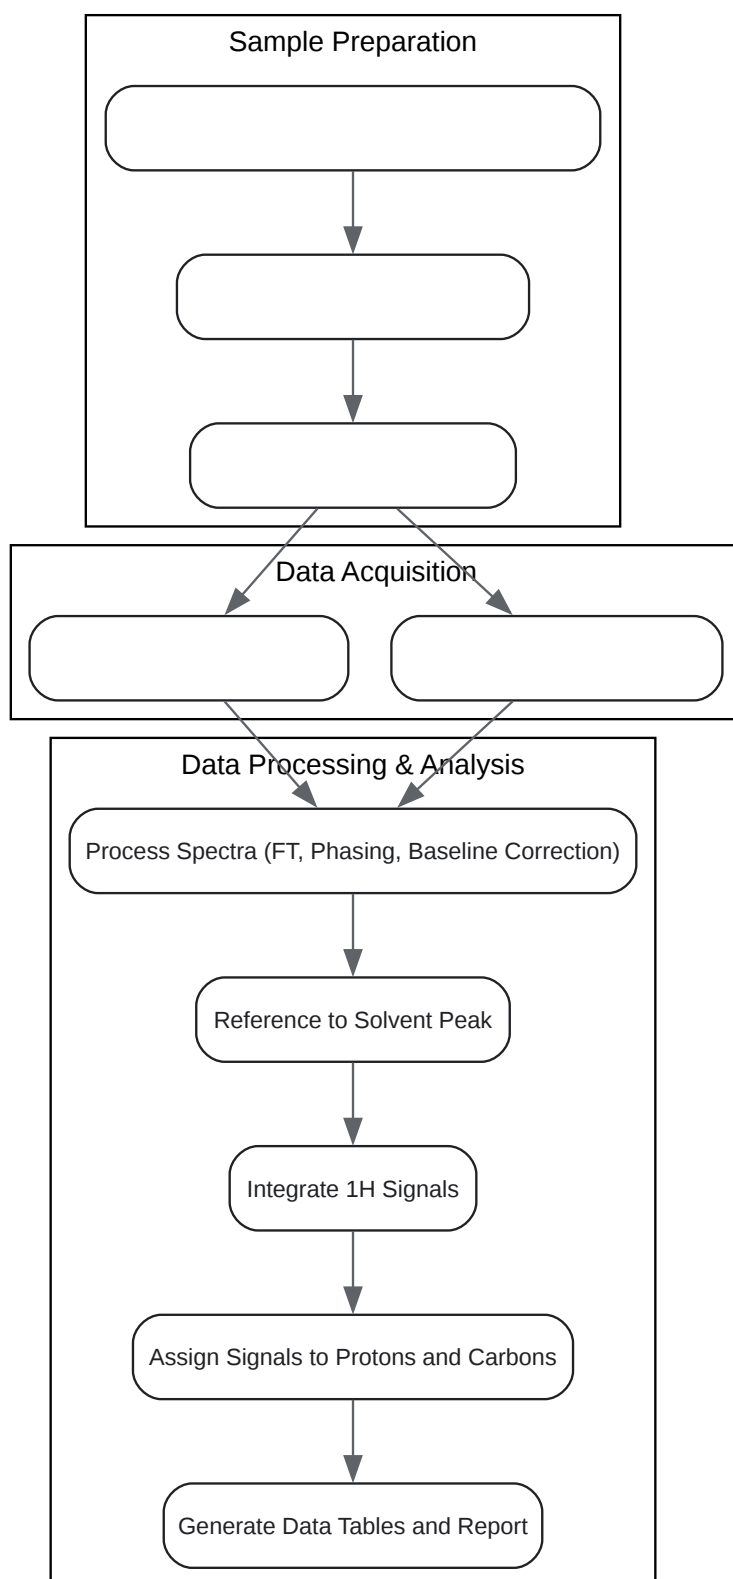 Sample Preparation
Data Acquisition
Data Processing & Analysis
Process Spectra (FT, Phasing, Baseline Correction)
Reference to Solvent Peak
Integrate 1H Signals
Assign Signals to Protons and Carbons
Generate Data Tables and Report